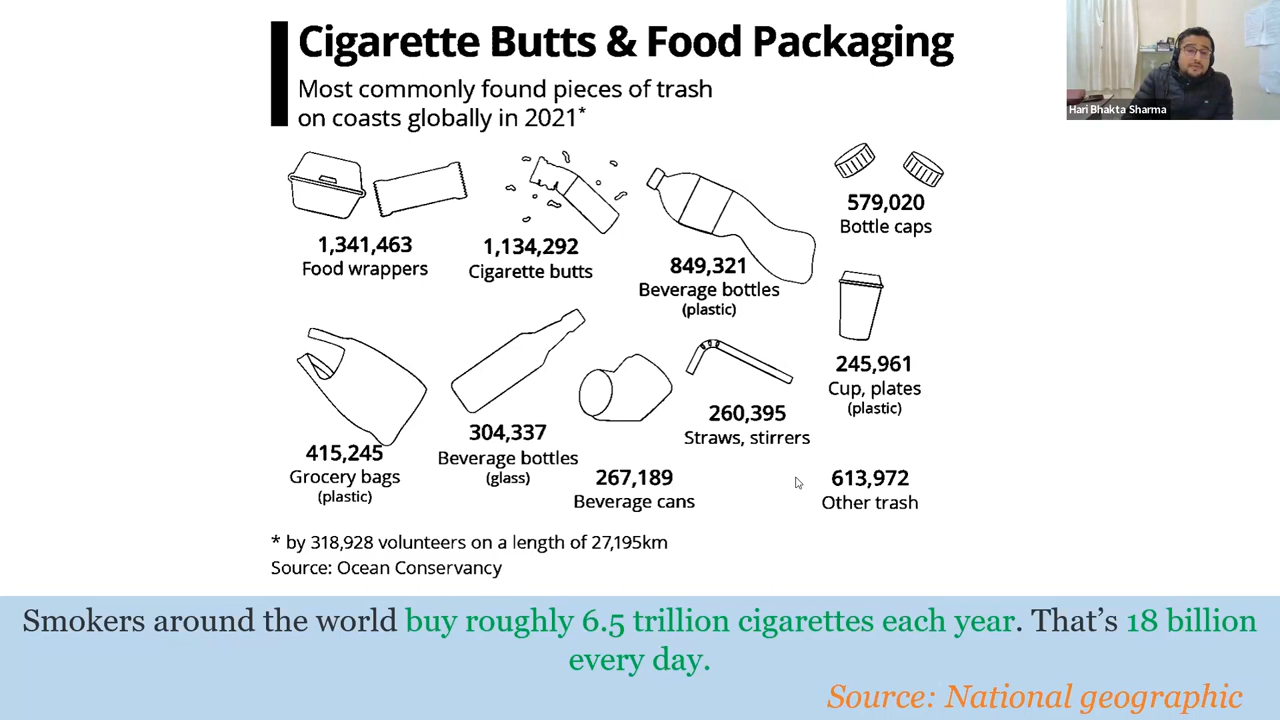 Cigarette Butts & Food Packaging
Most commonly found pieces of trash
on coasts globally in 2021*
Hari Bhakta Sharma
1,341,463
Food wrappers
1,134,292
Cigarette butts
849,321
Beverage bottles
(plastic)
579,020
Bottle caps
415,245
Grocery bags
(plastic)
304,337
Beverage bottles
(glass)
267,189
Beverage cans
260,395
Straws, stirrers
245,961
Cup, plates
(plastic)
613,972
Other trash
* by 318,928 volunteers on a length of 27,195km
Source: Ocean Conservancy
Smokers around the world buy roughly 6.5 trillion cigarettes each year. That’s 18 billion
every day.
Source: National geographic